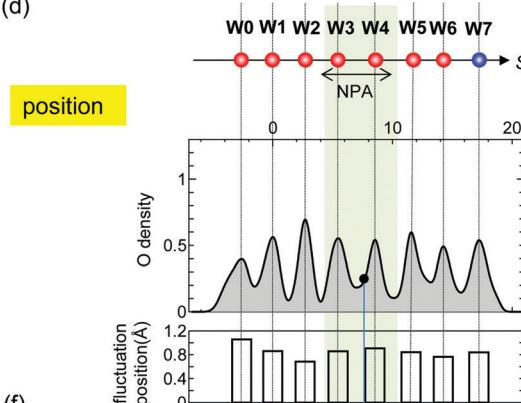 (d)
W0 W1 W2 W3 W4 W5 W6 W7
S
NPA
position
0 10 20
1
0.5
0
O density
1.2
0.8
0.4
0
fluctuation
position(Å)
(f)